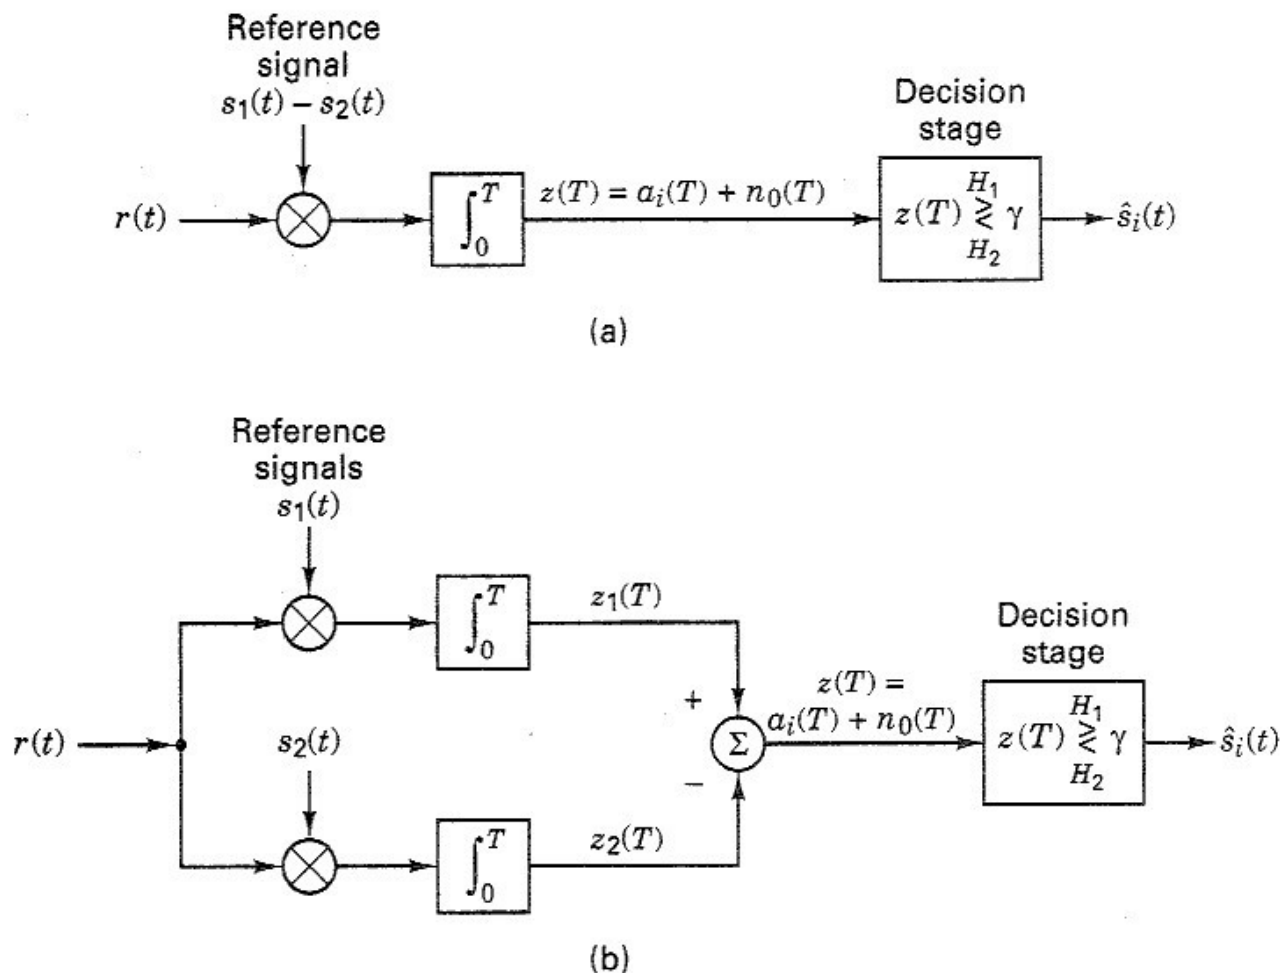 Reference
signal
s₁(t) – s₂(t)
Decision
stage
r(t)
∫₀ᵀ
z(T) = aᵢ(T) + n₀(T)
H₁
z(T) ≷ γ
H₂
ŝᵢ(t)
(a)
Reference
signals
s₁(t)
∫₀ᵀ
z₁(T)
Decision
stage
+
z(T) =
aᵢ(T) + n₀(T)
r(t)
s₂(t)
Σ
H₁
z(T) ≷ γ
H₂
ŝᵢ(t)
–
∫₀ᵀ
z₂(T)
(b)